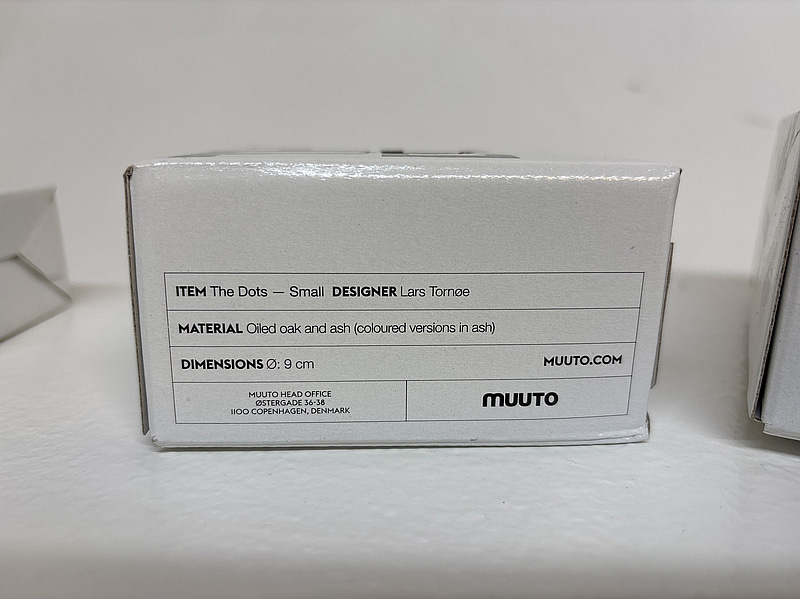 ITEM The Dots — Small DESIGNER Lars Tornøe
MATERIAL Oiled oak and ash (coloured versions in ash)
DIMENSIONS Ø: 9 cm MUUTO.COM
MUUTO HEAD OFFICE
ØSTERGADE 36-38
1100 COPENHAGEN, DENMARK
muuto